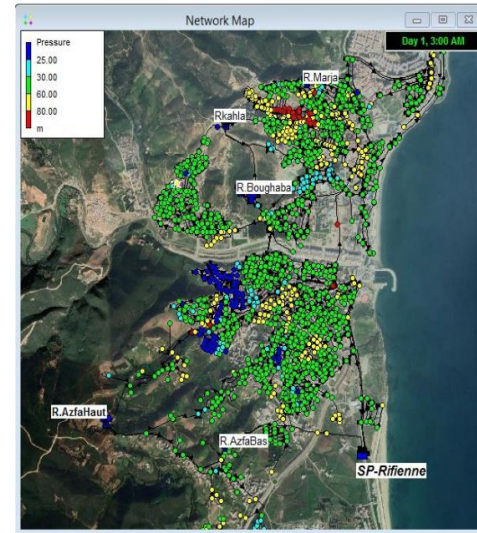 Network Map
Pressure
25.00
30.00
60.00
80.00
m
Day 1, 3:00 AM
R.Marja
Rkahla
R.Boughaba
R.AzfaHaut
R.AzfaBas
SP-Rifienne